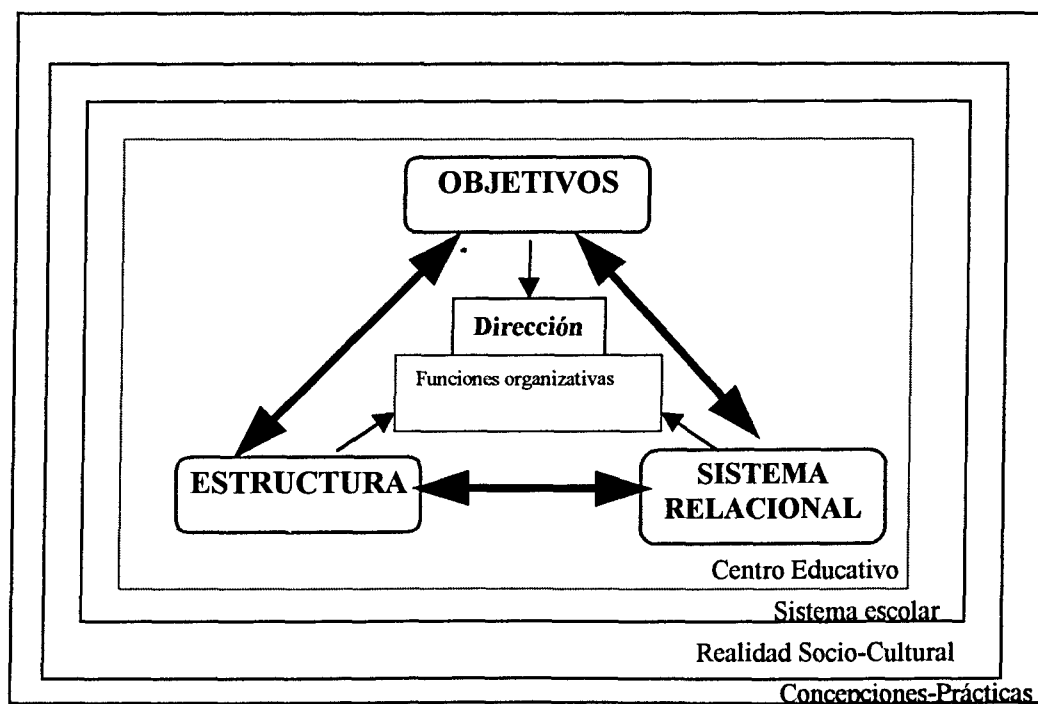 OBJETIVOS
Dirección
Funciones organizativas
ESTRUCTURA
SISTEMA
RELACIONAL
Centro Educativo
Sistema escolar
Realidad Socio-Cultural
Concepciones-Prácticas